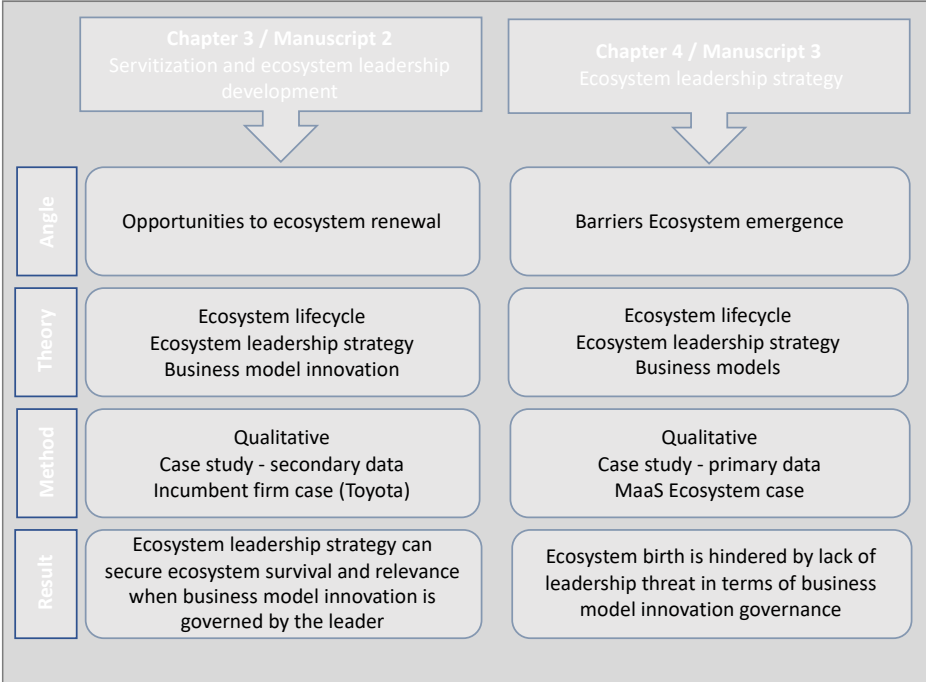 Chapter 3 / Manuscript 2
Servitization and ecosystem leadership
development
Chapter 4 / Manuscript 3
Ecosystem leadership strategy
Angle
Opportunities to ecosystem renewal
Barriers Ecosystem emergence
Theory
Ecosystem lifecycle
Ecosystem leadership strategy
Business model innovation
Ecosystem lifecycle
Ecosystem leadership strategy
Business models
Method
Qualitative
Case study - secondary data
Incumbent firm case (Toyota)
Qualitative
Case study - primary data
MaaS Ecosystem case
Result
Ecosystem leadership strategy can
secure ecosystem survival and relevance
when business model innovation is
governed by the leader
Ecosystem birth is hindered by lack of
leadership threat in terms of business
model innovation governance